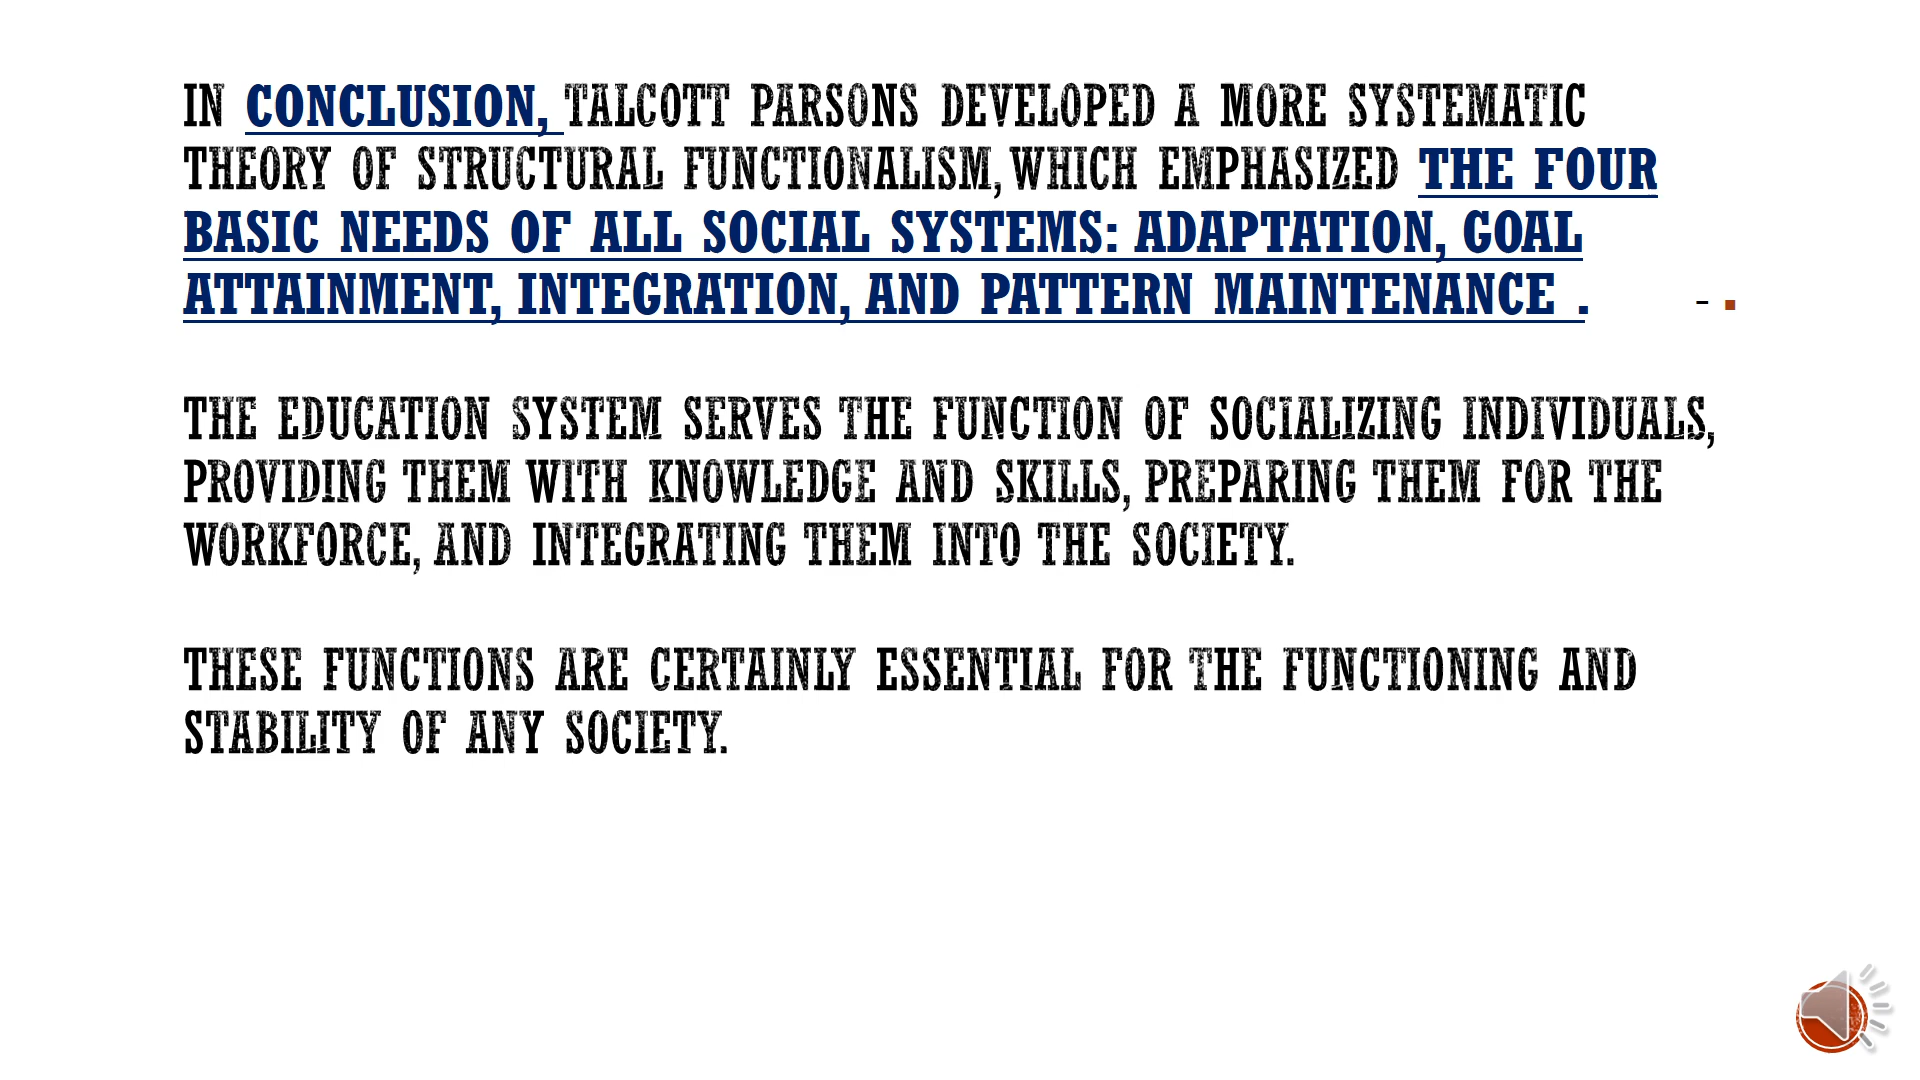 IN CONCLUSION, TALCOTT PARSONS DEVELOPED A MORE SYSTEMATIC
THEORY OF STRUCTURAL FUNCTIONALISM, WHICH EMPHASIZED THE FOUR
BASIC NEEDS OF ALL SOCIAL SYSTEMS: ADAPTATION, GOAL
ATTAINMENT, INTEGRATION, AND PATTERN MAINTENANCE . -
THE EDUCATION SYSTEM SERVES THE FUNCTION OF SOCIALIZING INDIVIDUALS,
PROVIDING THEM WITH KNOWLEDGE AND SKILLS, PREPARING THEM FOR THE
WORKFORCE, AND INTEGRATING THEM INTO THE SOCIETY.
THESE FUNCTIONS ARE CERTAINLY ESSENTIAL FOR THE FUNCTIONING AND
STABILITY OF ANY SOCIETY.